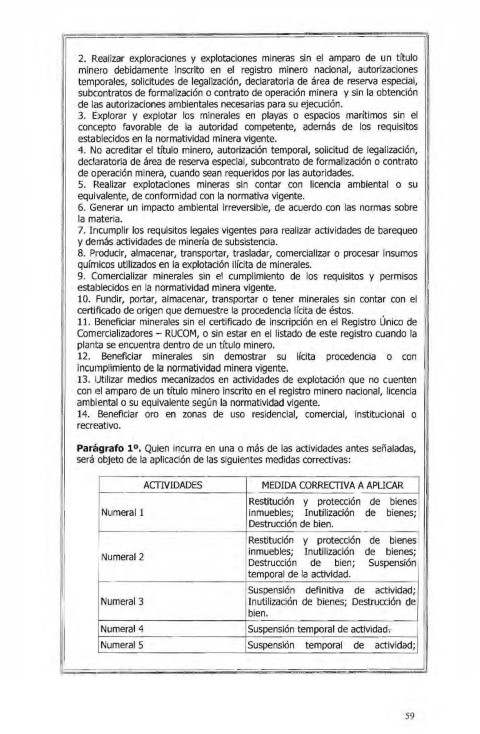 2. Realizar exploraciones y explotaciones mineras sin el amparo de un título
minero debidamente inscrito en el registro minero nacional, autorizaciones
temporales, solicitudes de legalización, declaratoria de área de reserva especial,
subcontratos de formalización o contrato de operación minera y sin la obtención
de las autorizaciones ambientales necesarias para su ejecución.
3. Explorar y explotar los minerales en playas o espacios marítimos sin el
concepto favorable de la autoridad competente, además de los requisitos
establecidos en la normatividad minera vigente.
4. No acreditar el título minero, autorización temporal, solicitud de legalización,
declaratoria de área de reserva especial, subcontrato de formalización o contrato
de operación minera, cuando sean requeridos por las autoridades.
5. Realizar explotaciones mineras sin contar con licencia ambiental o su
equivalente, de conformidad con la normativa vigente.
6. Generar un impacto ambiental irreversible, de acuerdo con las normas sobre
la materia.
7. Incumplir los requisitos legales vigentes para realizar actividades de barequeo
y demás actividades de minería de subsistencia.
8. Producir, almacenar, transportar, trasladar, comercializar o procesar insumos
químicos utilizados en la explotación ilícita de minerales.
9. Comercializar minerales sin el cumplimiento de los requisitos y permisos
establecidos en la normatividad minera vigente.
10. Fundir, portar, almacenar, transportar o tener minerales sin contar con el
certificado de origen que demuestre la procedencia lícita de éstos.
11. Beneficiar minerales sin el certificado de inscripción en el Registro Único de
Comercializadores – RUCOM, o sin estar en el listado de este registro cuando la
planta se encuentra dentro de un título minero.
12. Beneficiar minerales sin demostrar su lícita procedencia o con
incumplimiento de la normatividad minera vigente.
13. Utilizar medios mecanizados en actividades de explotación que no cuenten
con el amparo de un título minero inscrito en el registro minero nacional, licencia
ambiental o su equivalente según la normatividad vigente.
14. Beneficiar oro en zonas de uso residencial, comercial, institucional o
recreativo.
Parágrafo 1º. Quien incurra en una o más de las actividades antes señaladas,
será objeto de la aplicación de las siguientes medidas correctivas:
ACTIVIDADES MEDIDA CORRECTIVA A APLICAR
Numeral 1
Restitución y protección de bienes
inmuebles; Inutilización de bienes;
Destrucción de bien.
Numeral 2
Restitución y protección de bienes
inmuebles; Inutilización de bienes;
Destrucción de bien; Suspensión
temporal de la actividad.
Numeral 3
Suspensión definitiva de actividad;
Inutilización de bienes; Destrucción de
bien.
Numeral 4 Suspensión temporal de actividad.
Numeral 5 Suspensión temporal de actividad;
59